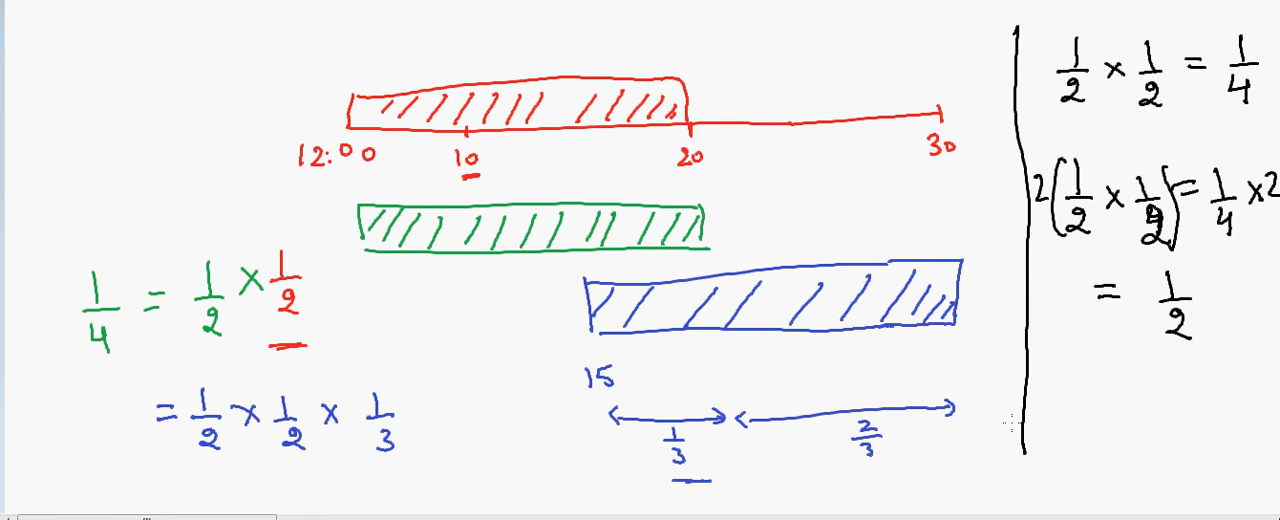 12:00 10 20 30
1/4 = 1/2 × 1/2
= 1/2 × 1/2 × 1/3
15
1/3 2/3
1/2 × 1/2 = 1/4
2(1/2 × 1/2) = 1/4 × 2
= 1/2